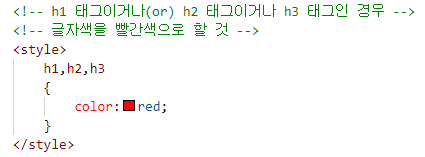 <!-- h1 태그이거나(or) h2 태그이거나 h3 태그인 경우 -->
<!-- 글자색을 빨간색으로 할 것 -->
<style>
    h1,h2,h3
    {
        color:red;
    }
</style>